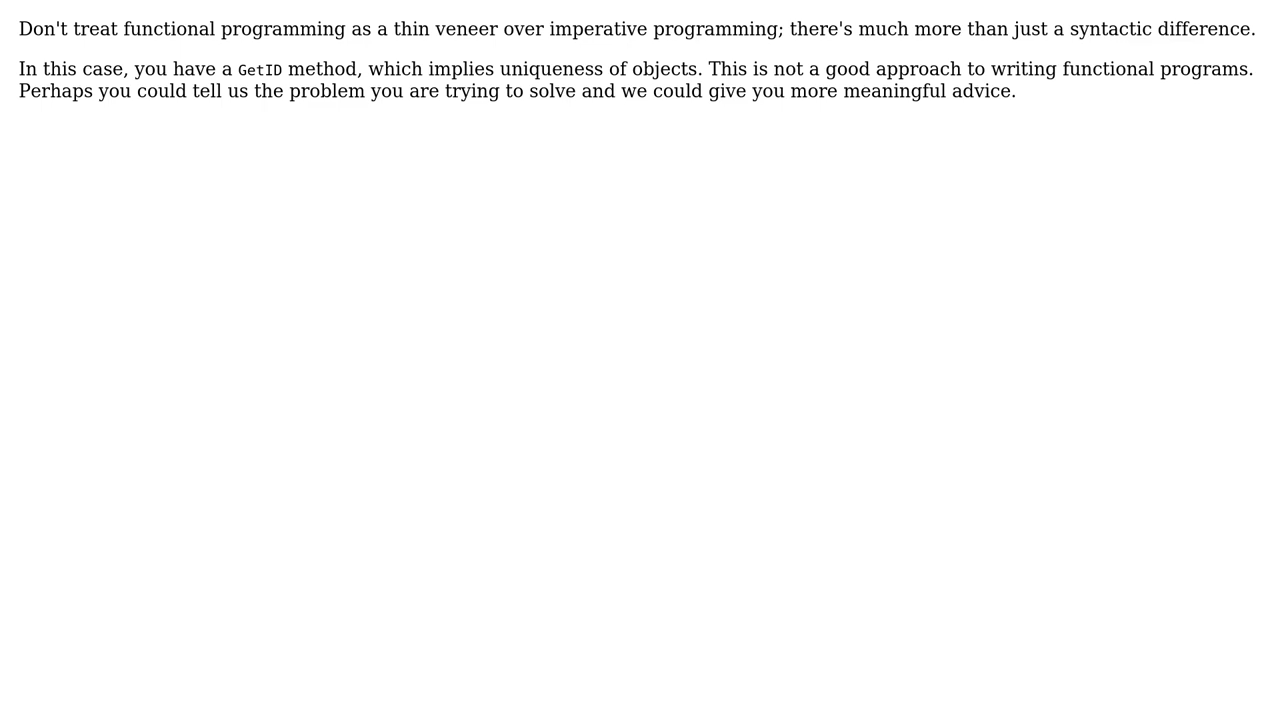 Don't treat functional programming as a thin veneer over imperative programming; there's much more than just a syntactic difference.
In this case, you have a GetID method, which implies uniqueness of objects. This is not a good approach to writing functional programs.
Perhaps you could tell us the problem you are trying to solve and we could give you more meaningful advice.